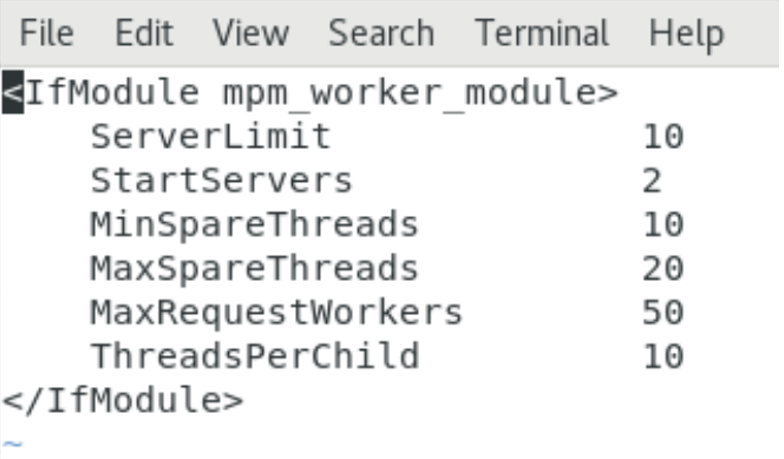 File Edit View Search Terminal Help
<IfModule mpm_worker_module>
    ServerLimit               10
    StartServers              2
    MinSpareThreads           10
    MaxSpareThreads           20
    MaxRequestWorkers         50
    ThreadsPerChild           10
</IfModule>
~